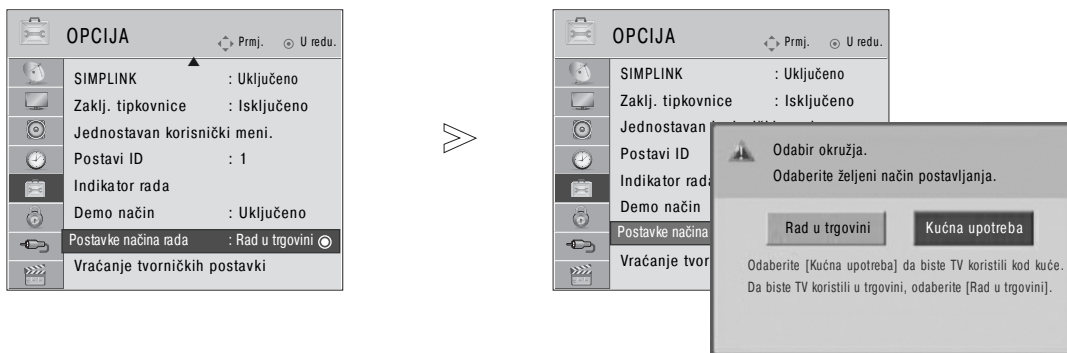 OPCIJA Prmj. U redu.
SIMPLINK : Uključeno
Zaklj. tipkovnice : Isključeno
Jednostavan korisnički meni.
Postavi ID : 1
Indikator rada
Demo način : Uključeno
Postavke načina rada : Rad u trgovini
Vraćanje tvorničkih postavki
OPCIJA Prmj. U redu.
SIMPLINK : Uključeno
Zaklj. tipkovnice : Isključeno
Jednostavan
Postavi ID
Indikator rada
Demo način
Postavke načina
Vraćanje tvor
Odabir okružja.
Odaberite željeni način postavljanja.
Rad u trgovini Kućna upotreba
Odaberite [Kućna upotreba] da biste TV koristili kod kuće.
Da biste TV koristili u trgovini, odaberite [Rad u trgovini].